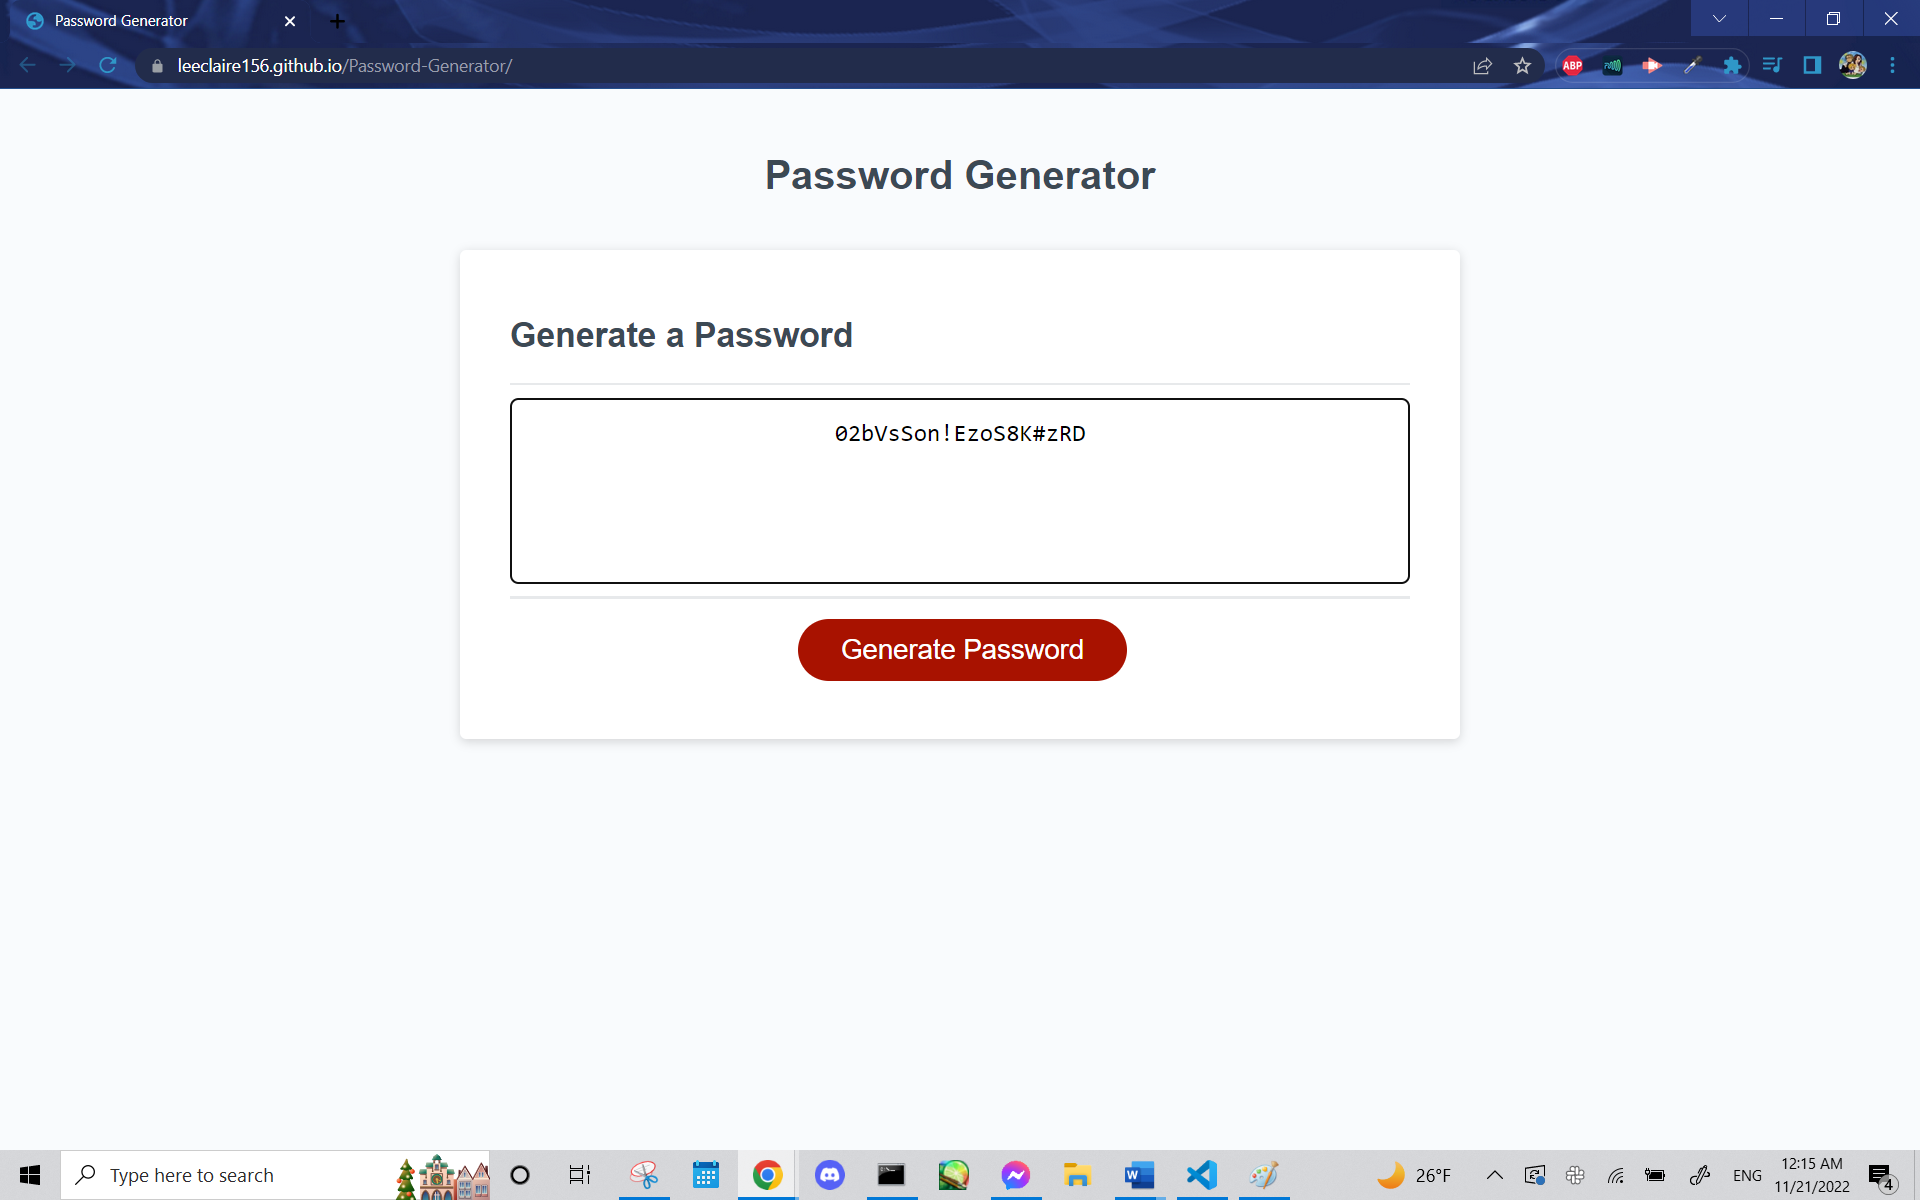 Password Generator
leeclaire156.github.io/Password-Generator/
ABP
Password Generator
Generate a Password
02bVsSon!EzoS8K#zRD
Generate Password
Type here to search
26°F
ENG
12:15 AM
11/21/2022
4